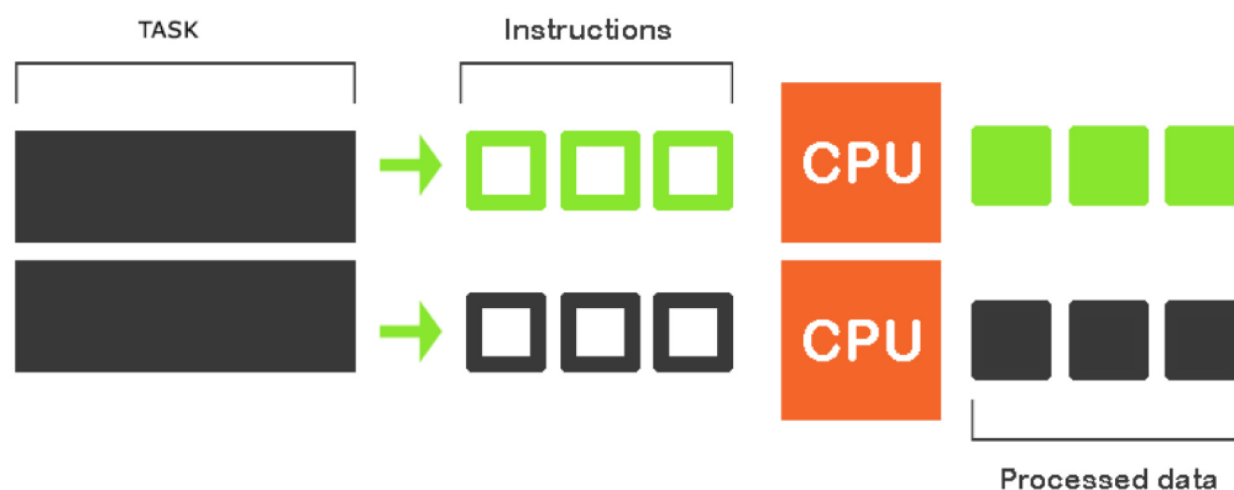 TASK
Instructions
CPU
CPU
Processed data